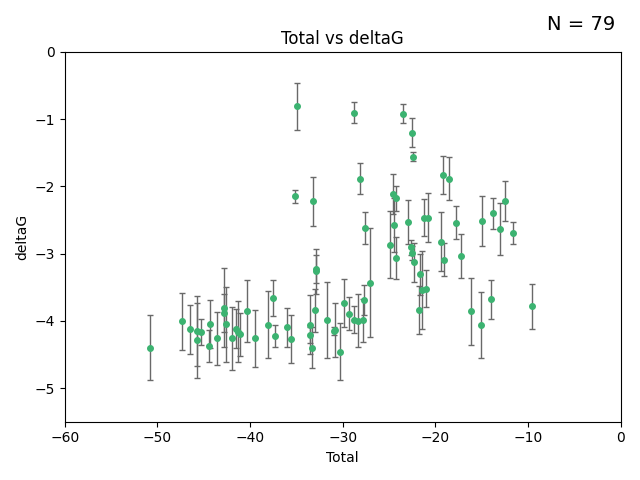 N = 79
Total vs deltaG
0
−1
−2
−3
−4
−5
deltaG
−60 −50 −40 −30 −20 −10 0
Total